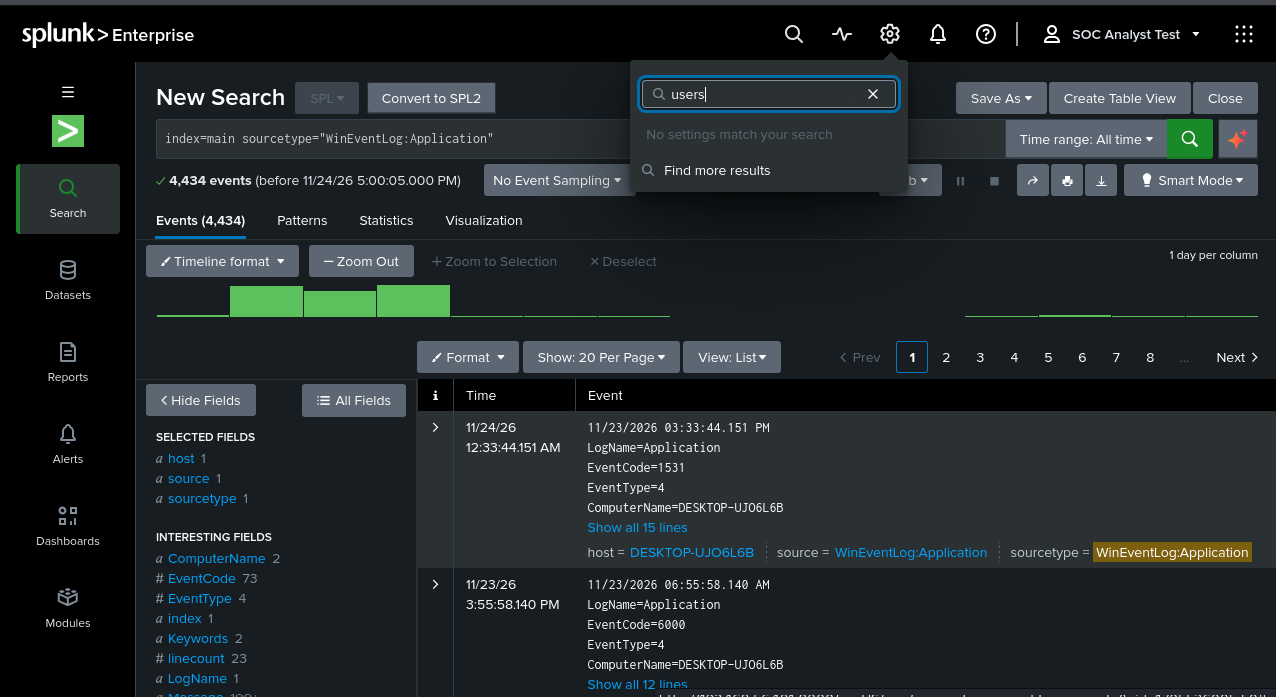 splunk> Enterprise
SOC Analyst Test
New Search
SPL
Convert to SPL2
Save As
Create Table View
Close
users
No settings match your search
Find more results
index=main sourcetype="WinEventLog:Application"
Time range: All time
4,434 events (before 11/24/26 5:00:05.000 PM)
No Event Sampling
b
Smart Mode
Search
Datasets
Reports
Alerts
Dashboards
Modules
Events (4,434)
Patterns
Statistics
Visualization
Timeline format
— Zoom Out
+ Zoom to Selection
× Deselect
1 day per column
Format
Show: 20 Per Page
View: List
< Prev
1
2
3
4
5
6
7
8
...
Next >
< Hide Fields
All Fields
SELECTED FIELDS
a host 1
a source 1
a sourcetype 1
INTERESTING FIELDS
a ComputerName 2
# EventCode 73
# EventType 4
a index 1
a Keywords 2
# linecount 23
a LogName 1
a Message 100+
i
Time
Event
11/24/26
12:33:44.151 AM
11/23/2026 03:33:44.151 PM
LogName=Application
EventCode=1531
EventType=4
ComputerName=DESKTOP-UJO6L6B
Show all 15 lines
host = DESKTOP-UJO6L6B
source = WinEventLog:Application
sourcetype = WinEventLog:Application
11/23/26
3:55:58.140 PM
11/23/2026 06:55:58.140 AM
LogName=Application
EventCode=6000
EventType=4
ComputerName=DESKTOP-UJO6L6B
Show all 12 lines